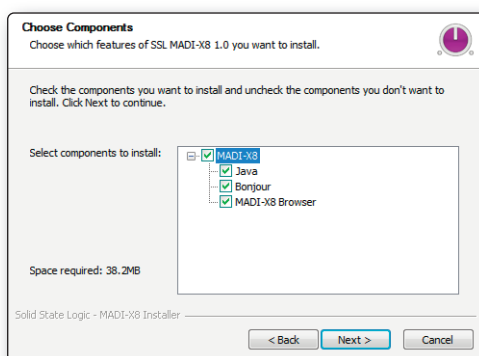 Choose Components
Choose which features of SSL MADI-X8 1.0 you want to install.
Check the components you want to install and uncheck the components you don't want to
install. Click Next to continue.
Select components to install:
MADI-X8
Java
Bonjour
MADI-X8 Browser
Space required: 38.2MB
Solid State Logic - MADI-X8 Installer
< Back
Next >
Cancel